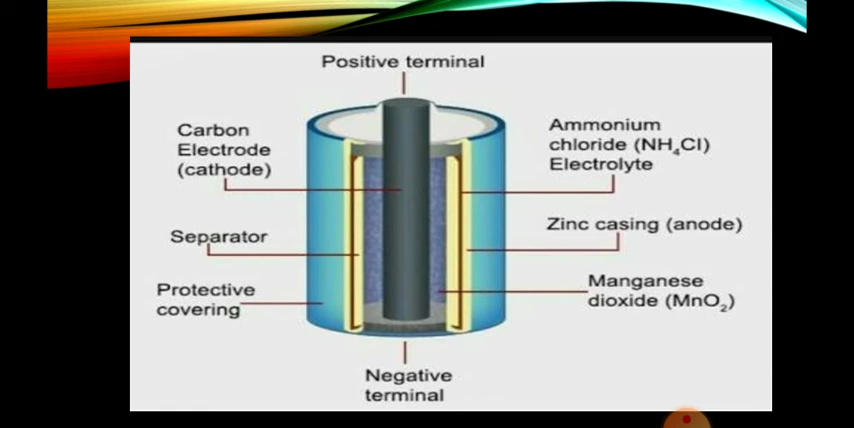 Positive terminal
Carbon
Electrode
(cathode)
Ammonium
chloride (NH₄Cl)
Electrolyte
Separator
Zinc casing (anode)
Protective
covering
Manganese
dioxide (MnO₂)
Negative
terminal